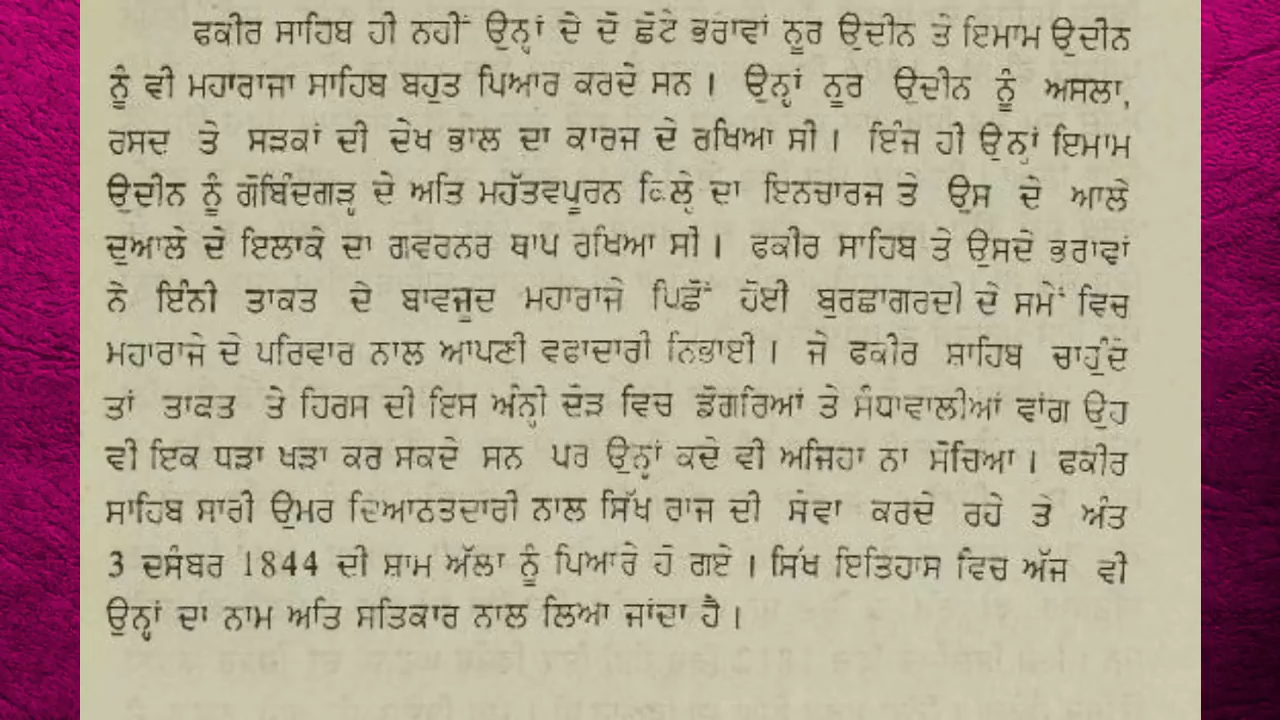 ਫਕੀਰ ਸਾਹਿਬ ਹੀ ਨਹੀਂ ਉਨ੍ਹਾਂ ਦੇ ਦੋ ਛੋਟੇ ਭਰਾਵਾਂ ਨੂਰ ਉਦੀਨ ਤੇ ਇਮਾਮ ਉਦੀਨ
ਨੂੰ ਵੀ ਮਹਾਰਾਜਾ ਸਾਹਿਬ ਬਹੁਤ ਪਿਆਰ ਕਰਦੇ ਸਨ । ਉਨ੍ਹਾਂ ਨੂਰ ਉਦੀਨ ਨੂੰ ਅਸਲਾ,
ਰਸਦ ਤੇ ਸੜਕਾਂ ਦੀ ਦੇਖ ਭਾਲ ਦਾ ਕਾਰਜ ਦੇ ਰਖਿਆ ਸੀ । ਇੰਜ ਹੀ ਉਨ੍ਹਾਂ ਇਮਾਮ
ਉਦੀਨ ਨੂੰ ਗੋਬਿੰਦਗੜ੍ਹ ਦੇ ਅਤਿ ਮਹੱਤਵਪੂਰਨ ਕਿਲ੍ਹੇ ਦਾ ਇਨਚਾਰਜ ਤੇ ਉਸ ਦੇ ਆਲੇ
ਦੁਆਲੇ ਦੇ ਇਲਾਕੇ ਦਾ ਗਵਰਨਰ ਥਾਪ ਰਖਿਆ ਸੀ । ਫਕੀਰ ਸਾਹਿਬ ਤੇ ਉਸਦੇ ਭਰਾਵਾਂ
ਨੇ ਇੰਨੀ ਤਾਕਤ ਦੇ ਬਾਵਜੂਦ ਮਹਾਰਾਜੇ ਪਿਛੋਂ ਹੋਈ ਬੁਰਛਾਗਰਦੀ ਦੇ ਸਮੇਂ ਵਿਚ
ਮਹਾਰਾਜੇ ਦੇ ਪਰਿਵਾਰ ਨਾਲ ਆਪਣੀ ਵਫਾਦਾਰੀ ਨਿਭਾਈ । ਜੇ ਫਕੀਰ ਸ਼ਾਹਿਬ ਚਾਹੁੰਦੇ
ਤਾਂ ਤਾਕਤ ਤੇ ਹਿਰਸ ਦੀ ਇਸ ਅੰਨ੍ਹੀ ਦੌੜ ਵਿਚ ਡੋਗਰਿਆਂ ਤੇ ਸੰਧਾਵਾਲੀਆਂ ਵਾਂਗ ਉਹ
ਵੀ ਇਕ ਧੜਾ ਖੜਾ ਕਰ ਸਕਦੇ ਸਨ ਪਰ ਉਨ੍ਹਾਂ ਕਦੇ ਵੀ ਅਜਿਹਾ ਨਾ ਸੋਚਿਆ । ਫਕੀਰ
ਸਾਹਿਬ ਸਾਰੀ ਉਮਰ ਦਿਆਨਤਦਾਰੀ ਨਾਲ ਸਿੱਖ ਰਾਜ ਦੀ ਸੇਵਾ ਕਰਦੇ ਰਹੇ ਤੇ ਅੰਤ
3 ਦਸੰਬਰ 1844 ਦੀ ਸ਼ਾਮ ਅੱਲਾ ਨੂੰ ਪਿਆਰੇ ਹੋ ਗਏ । ਸਿੱਖ ਇਤਿਹਾਸ ਵਿਚ ਅੱਜ ਵੀ
ਉਨ੍ਹਾਂ ਦਾ ਨਾਮ ਅਤਿ ਸਤਿਕਾਰ ਨਾਲ ਲਿਆ ਜਾਂਦਾ ਹੈ ।